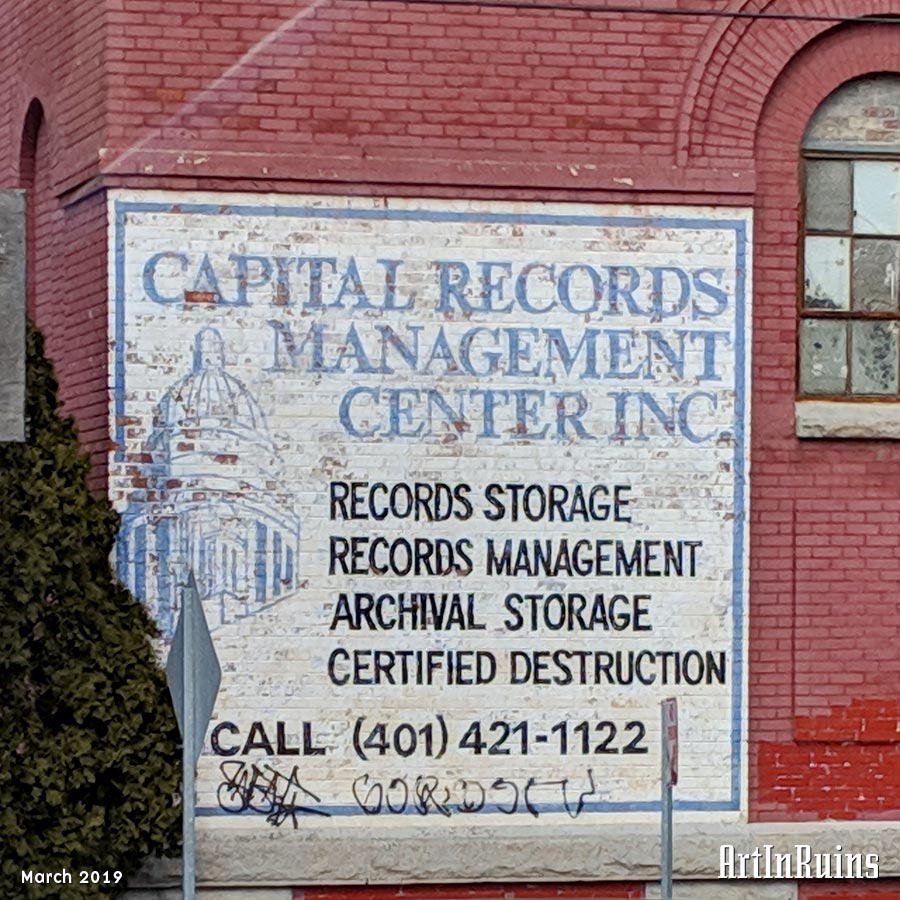 CAPITAL RECORDS
MANAGEMENT
CENTER INC.
RECORDS STORAGE
RECORDS MANAGEMENT
ARCHIVAL STORAGE
CERTIFIED DESTRUCTION
CALL (401) 421-1122
March 2019
ArtInRuins